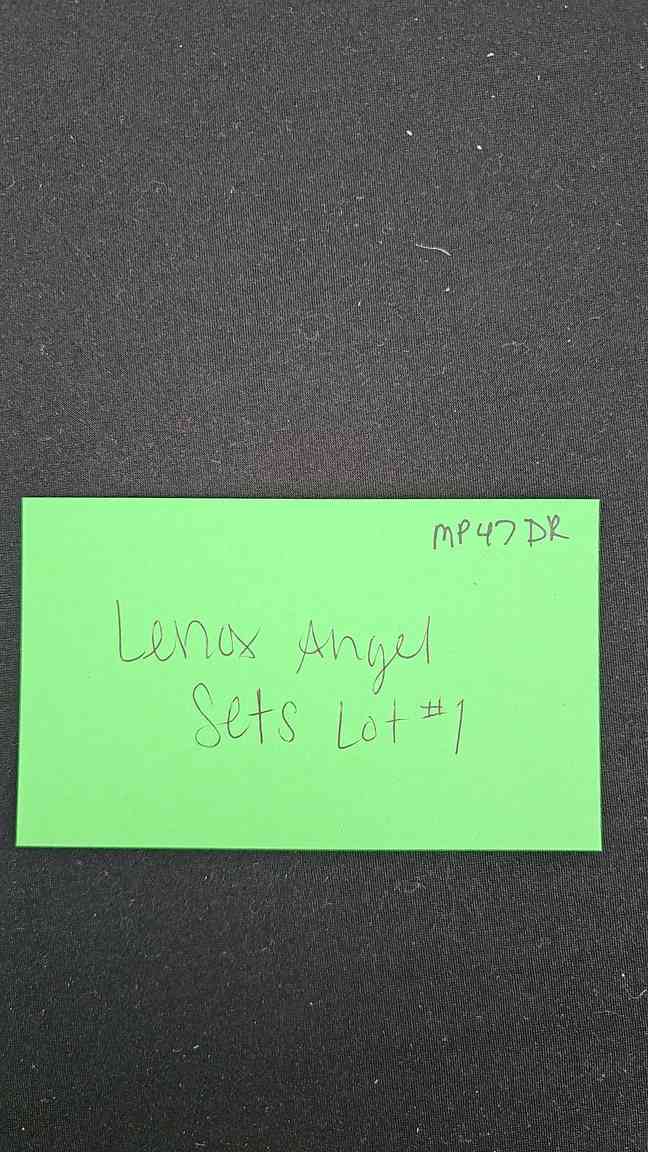 MP47DR
Lenox Angel
Sets Lot #1